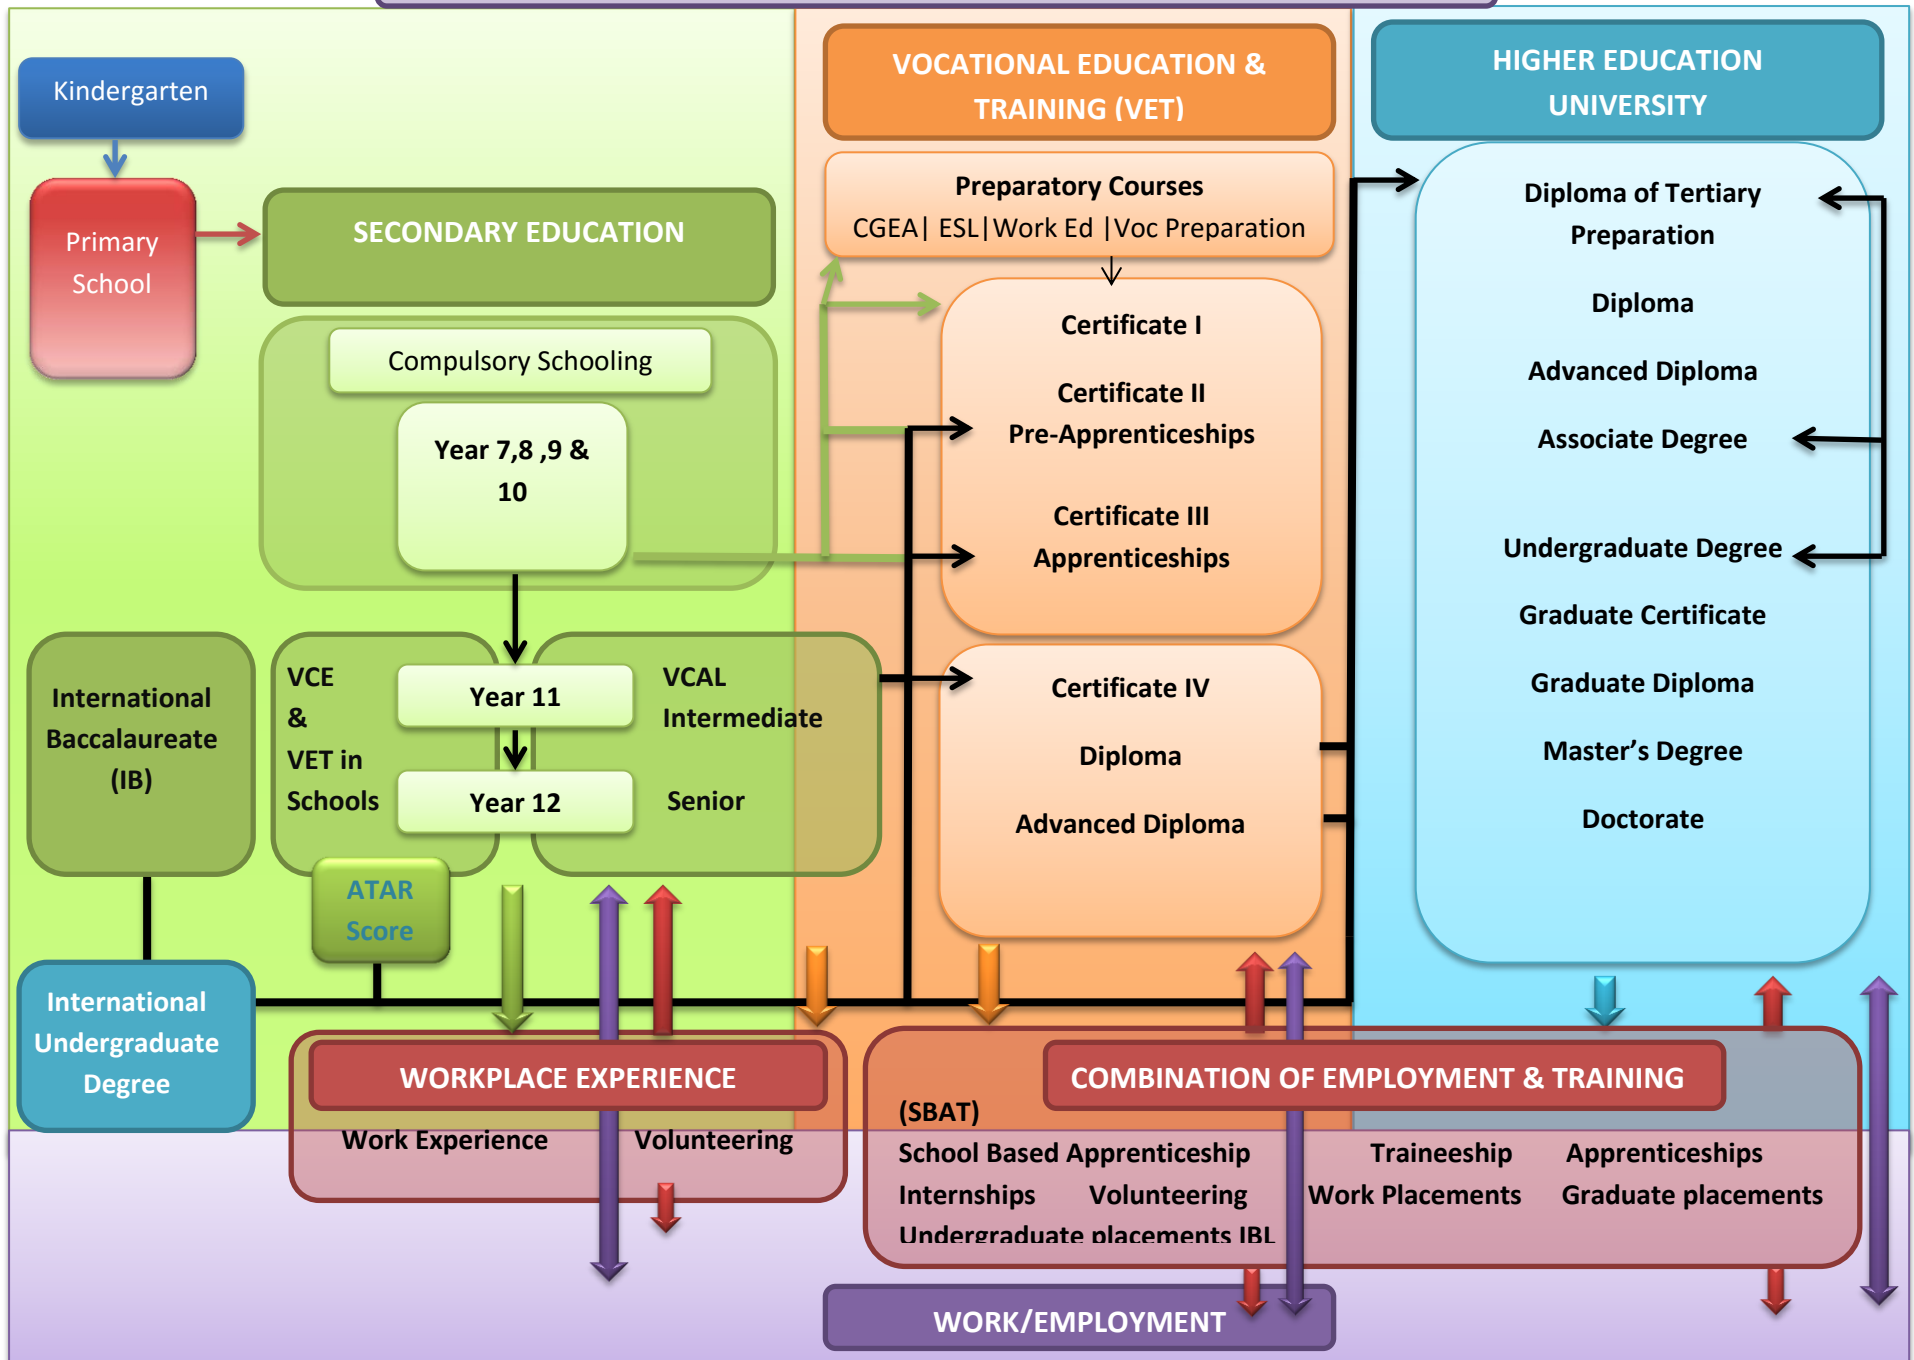 Kindergarten
Primary
School
SECONDARY EDUCATION
Compulsory Schooling
Year 7,8 ,9 &
10
International
Baccalaureate
(IB)
VCE
&
VET in
Schools
Year 11
Year 12
VCAL
Intermediate
Senior
ATAR
Score
International
Undergraduate
Degree
VOCATIONAL EDUCATION &
TRAINING (VET)
Preparatory Courses
CGEA| ESL|Work Ed |Voc Preparation
Certificate I
Certificate II
Pre-Apprenticeships
Certificate III
Apprenticeships
Certificate IV
Diploma
Advanced Diploma
HIGHER EDUCATION
UNIVERSITY
Diploma of Tertiary
Preparation
Diploma
Advanced Diploma
Associate Degree
Undergraduate Degree
Graduate Certificate
Graduate Diploma
Master’s Degree
Doctorate
WORKPLACE EXPERIENCE
Work Experience Volunteering
COMBINATION OF EMPLOYMENT & TRAINING
(SBAT)
School Based Apprenticeship Traineeship Apprenticeships
Internships Volunteering Work Placements Graduate placements
Undergraduate placements IBL
WORK/EMPLOYMENT